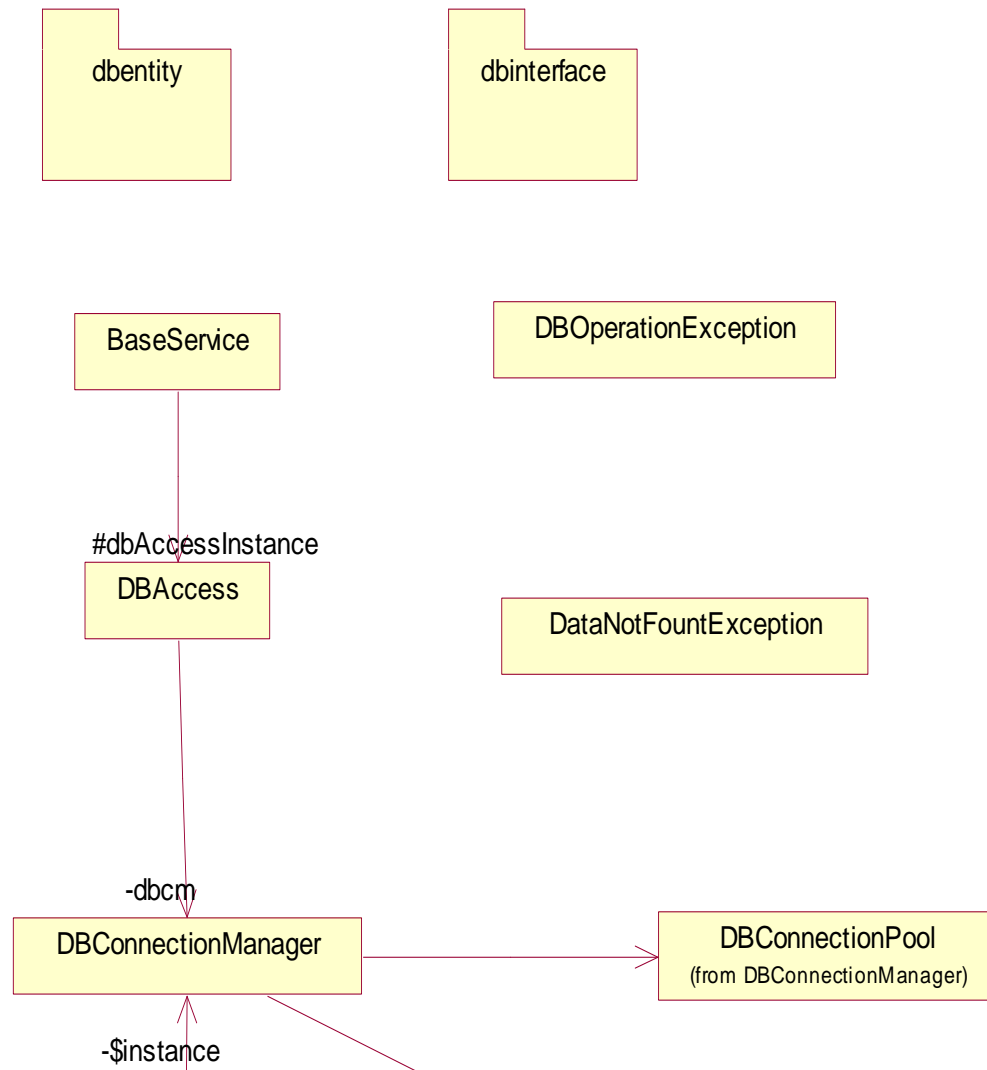 dbentity
dbinterface
BaseService
DBOperationException
#dbAccessInstance
DBAccess
DataNotFountException
-dbcm
DBConnectionManager
DBConnectionPool
(from DBConnectionManager)
-$instance